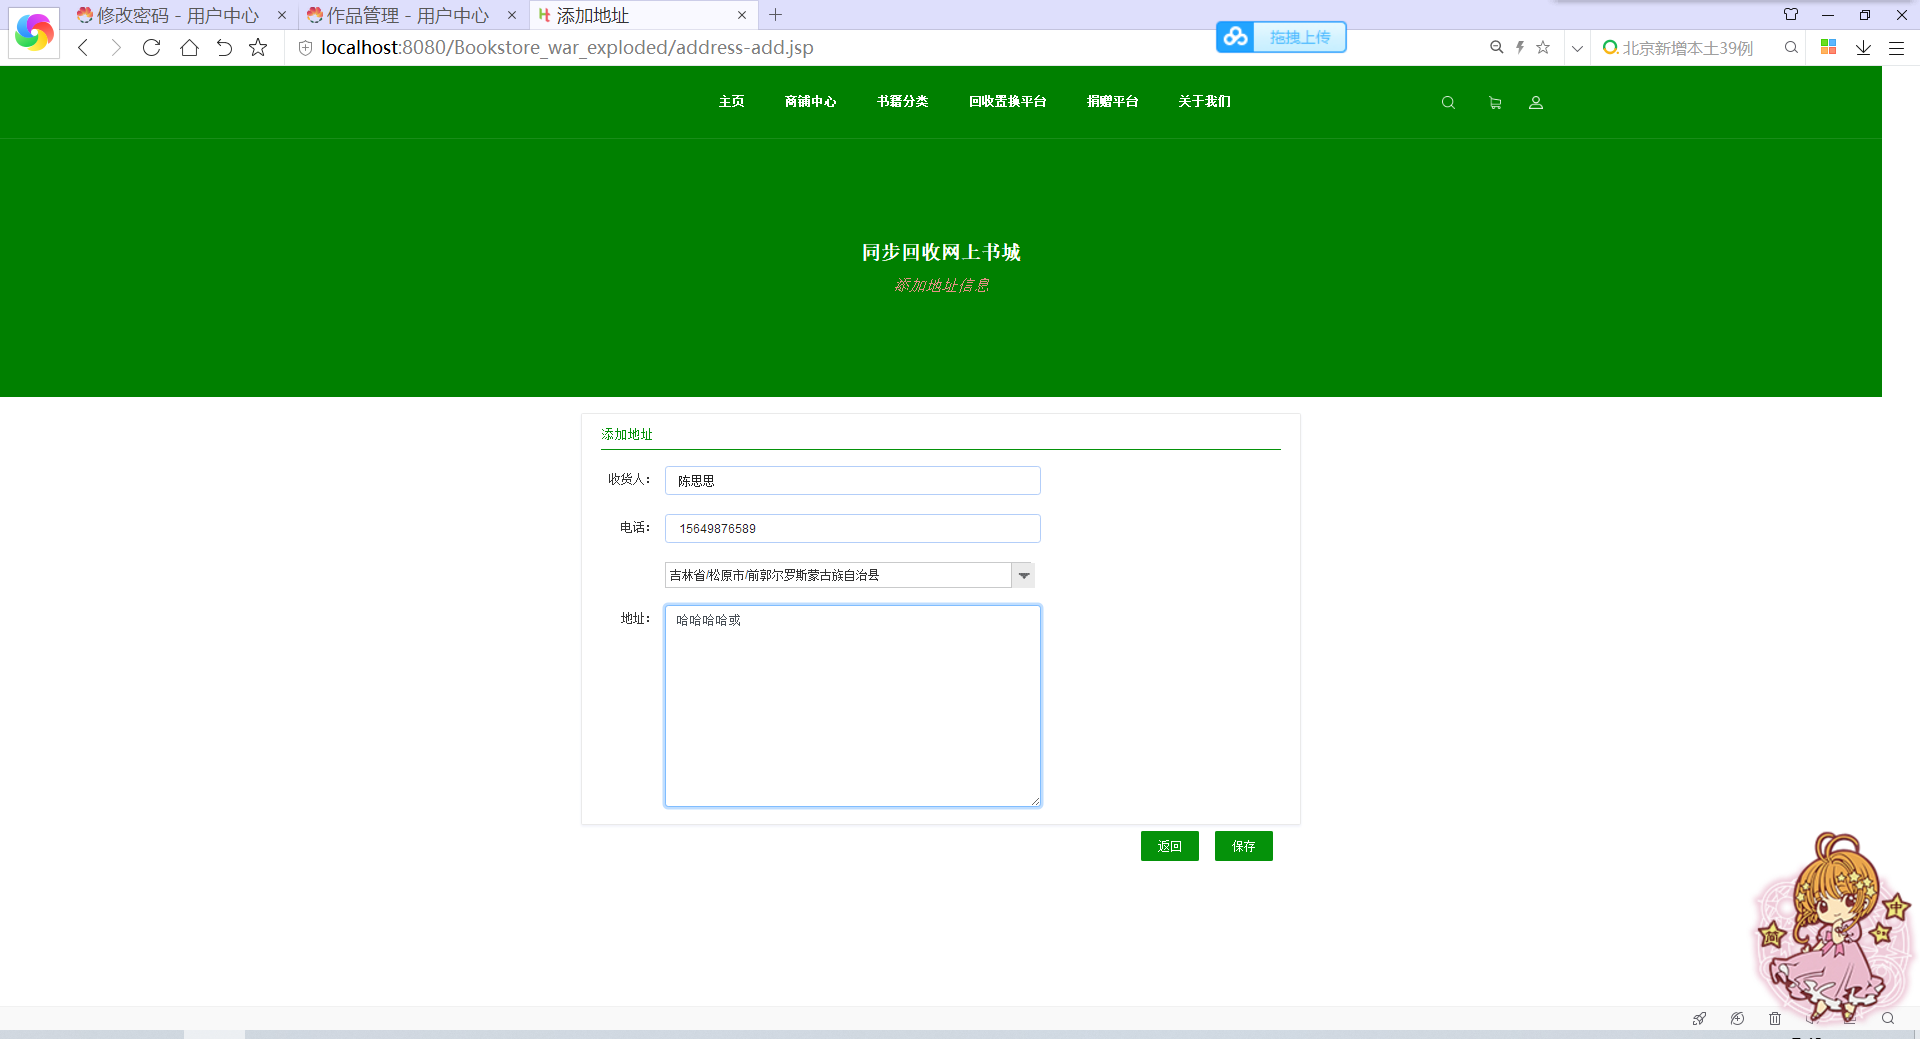 修改密码 - 用户中心
作品管理 - 用户中心
添加地址
localhost:8080/Bookstore_war_exploded/address-add.jsp
拖拽上传
北京新增本土39例
主页
商铺中心
书籍分类
回收置换平台
捐赠平台
关于我们
同步回收网上书城
添加地址信息
添加地址
收货人：
陈思思
电话：
15649876589
吉林省/松原市/前郭尔罗斯蒙古族自治县
地址：
哈哈哈哈或
返回
保存
中
简